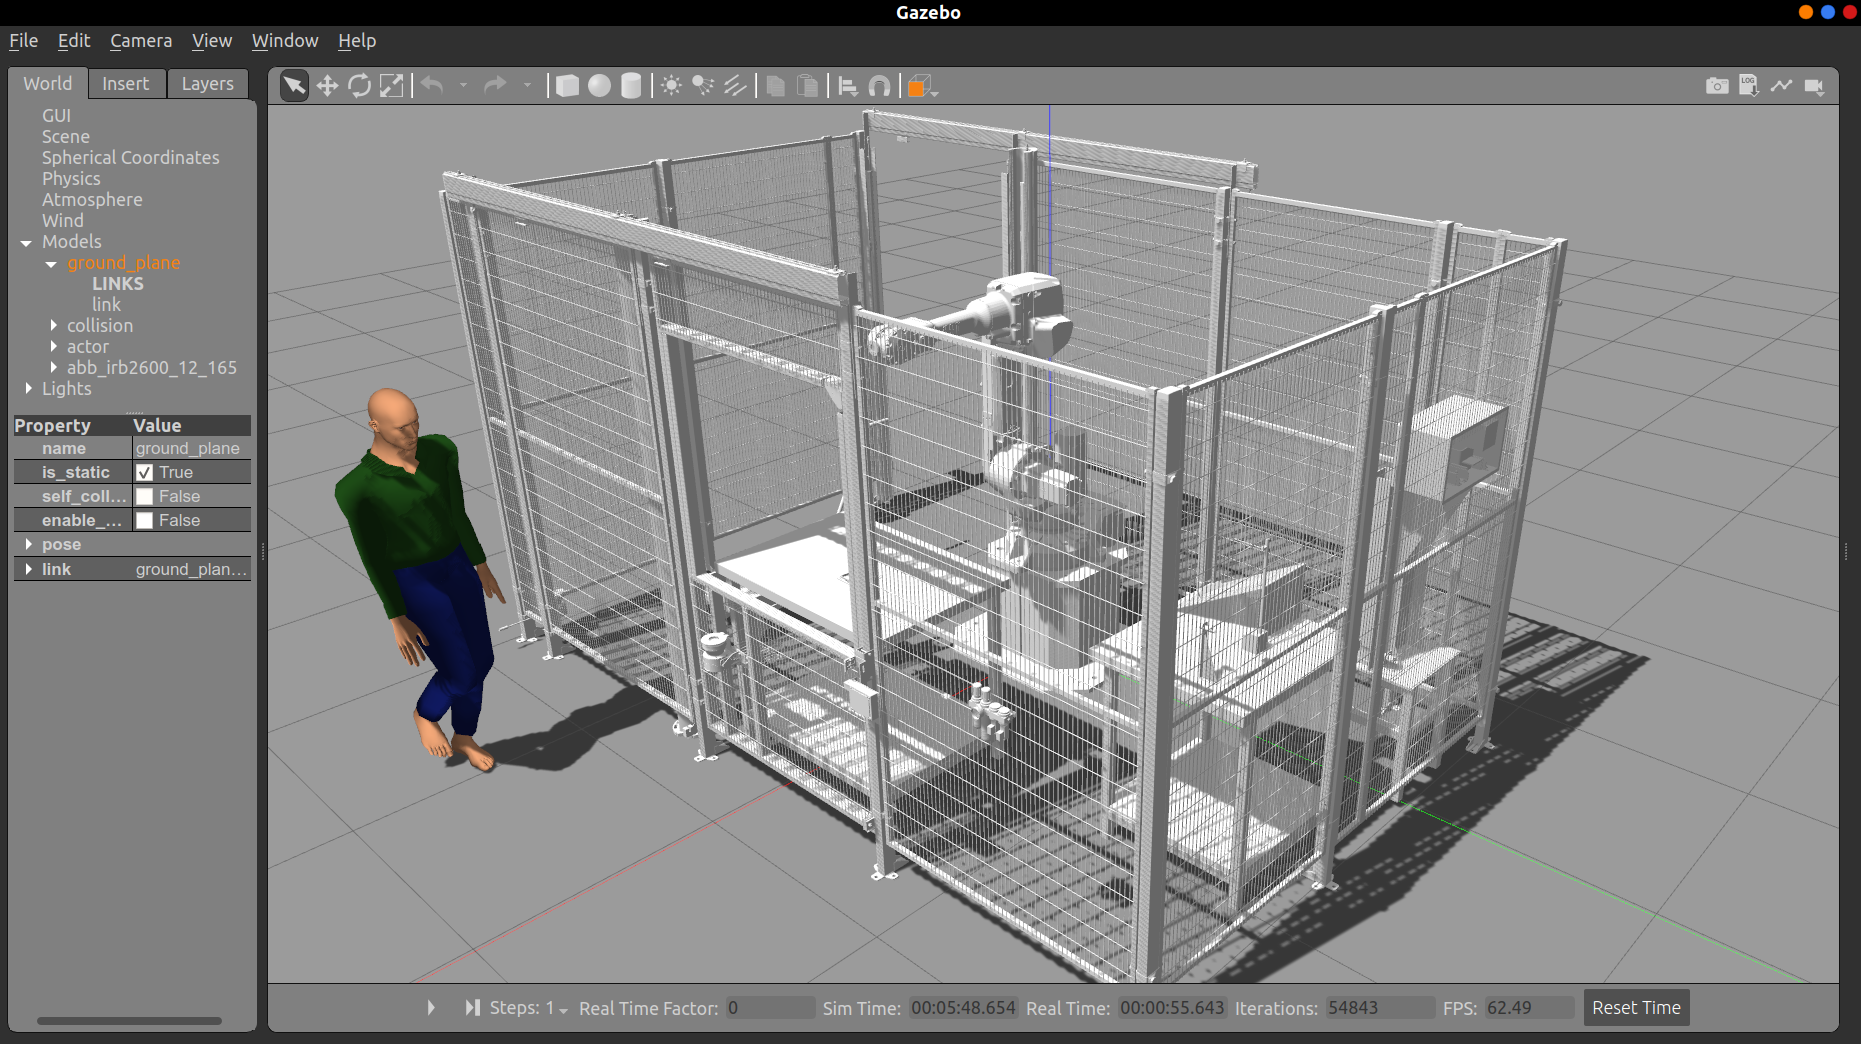 Gazebo
File Edit Camera View Window Help
World Insert Layers
LOG
GUI
Scene
Spherical Coordinates
Physics
Atmosphere
Wind
Models
ground_plane
LINKS
link
collision
actor
abb_irb2600_12_165
Lights
Property Value
name ground_plane
is_static True
self_coll... False
enable_... False
pose
link ground_plan...
Steps: 1 Real Time Factor: 0 Sim Time: 00:05:48.654 Real Time: 00:00:55.643 Iterations: 54843 FPS: 62.49 Reset Time